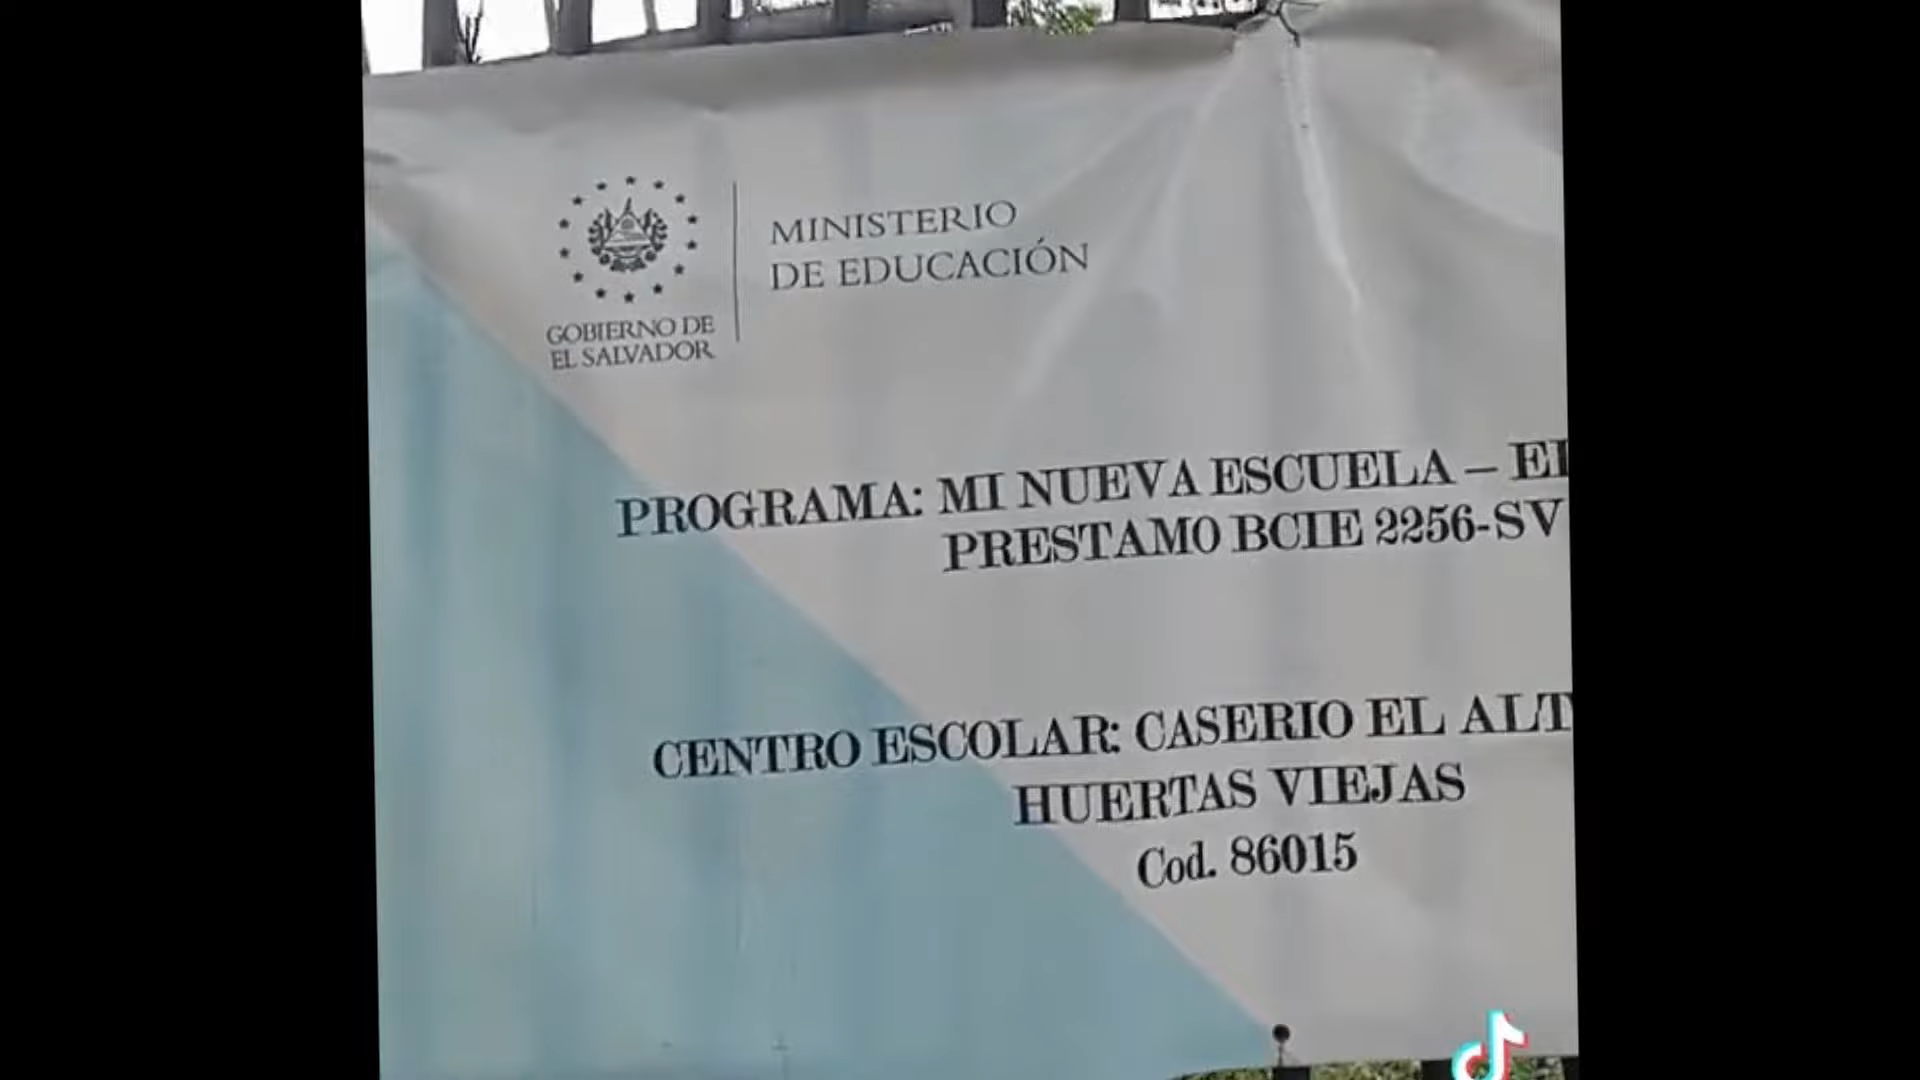 MINISTERIO
DE EDUCACIÓN
GOBIERNO DE
EL SALVADOR
PROGRAMA: MI NUEVA ESCUELA –
PRESTAMO BCIE 2256-SV
CENTRO ESCOLAR: CASERIO EL
HUERTAS VIEJAS
Cod. 86015